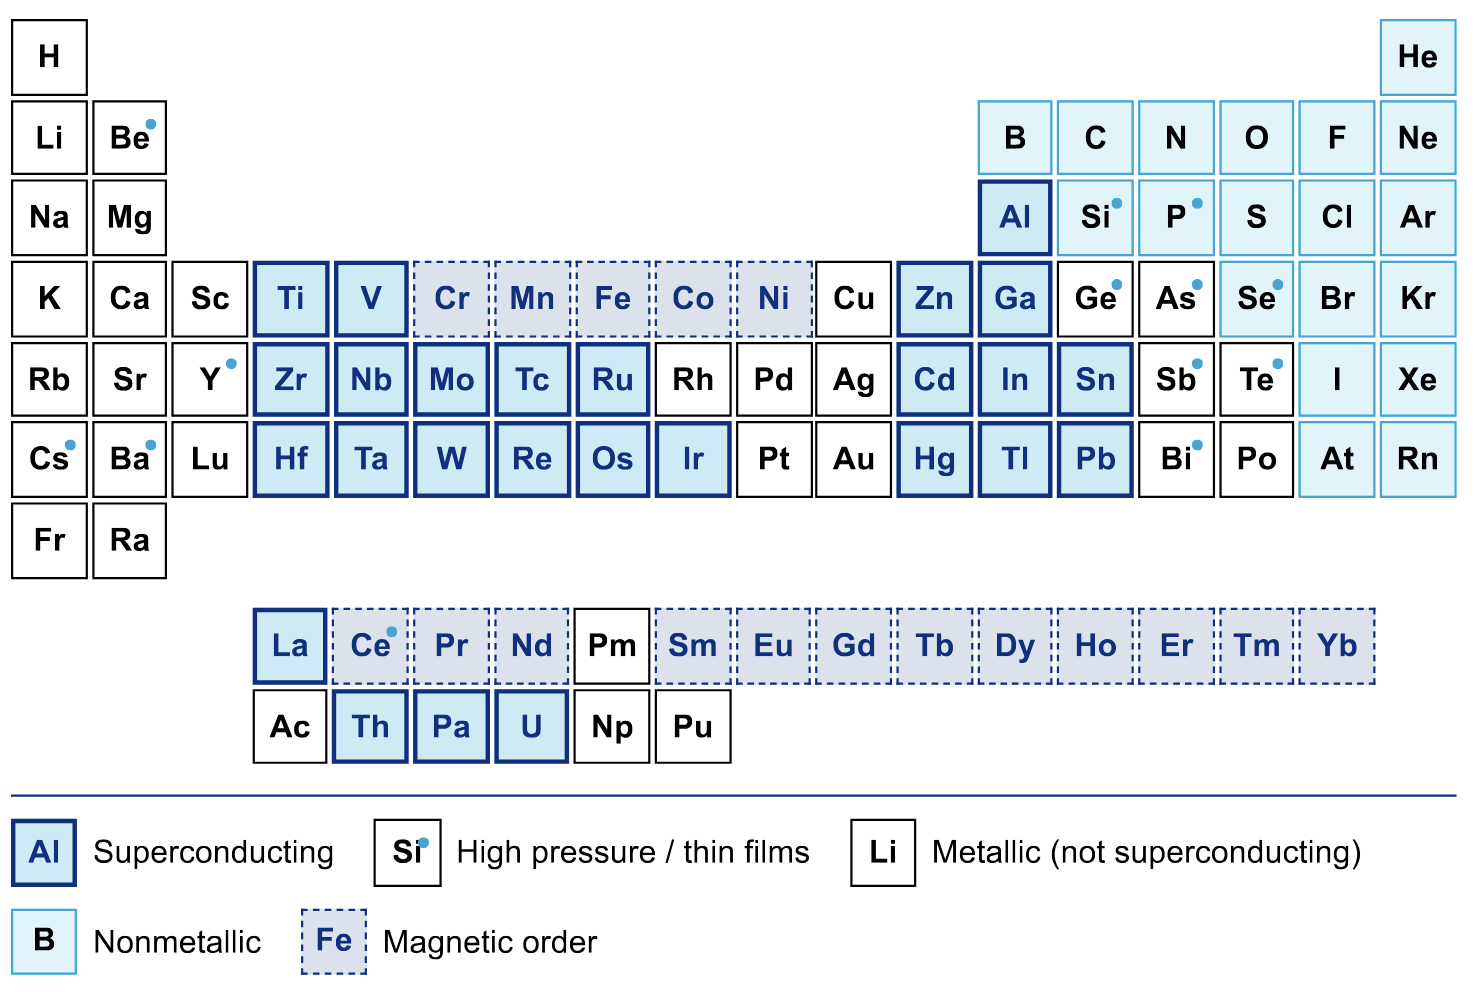 H He
Li Be B C N O F Ne
Na Mg Al Si P S Cl Ar
K Ca Sc Ti V Cr Mn Fe Co Ni Cu Zn Ga Ge As Se Br Kr
Rb Sr Y Zr Nb Mo Tc Ru Rh Pd Ag Cd In Sn Sb Te I Xe
Cs Ba Lu Hf Ta W Re Os Ir Pt Au Hg Tl Pb Bi Po At Rn
Fr Ra
La Ce Pr Nd Pm Sm Eu Gd Tb Dy Ho Er Tm Yb
Ac Th Pa U Np Pu
Al Superconducting Si High pressure / thin films Li Metallic (not superconducting)
B Nonmetallic Fe Magnetic order